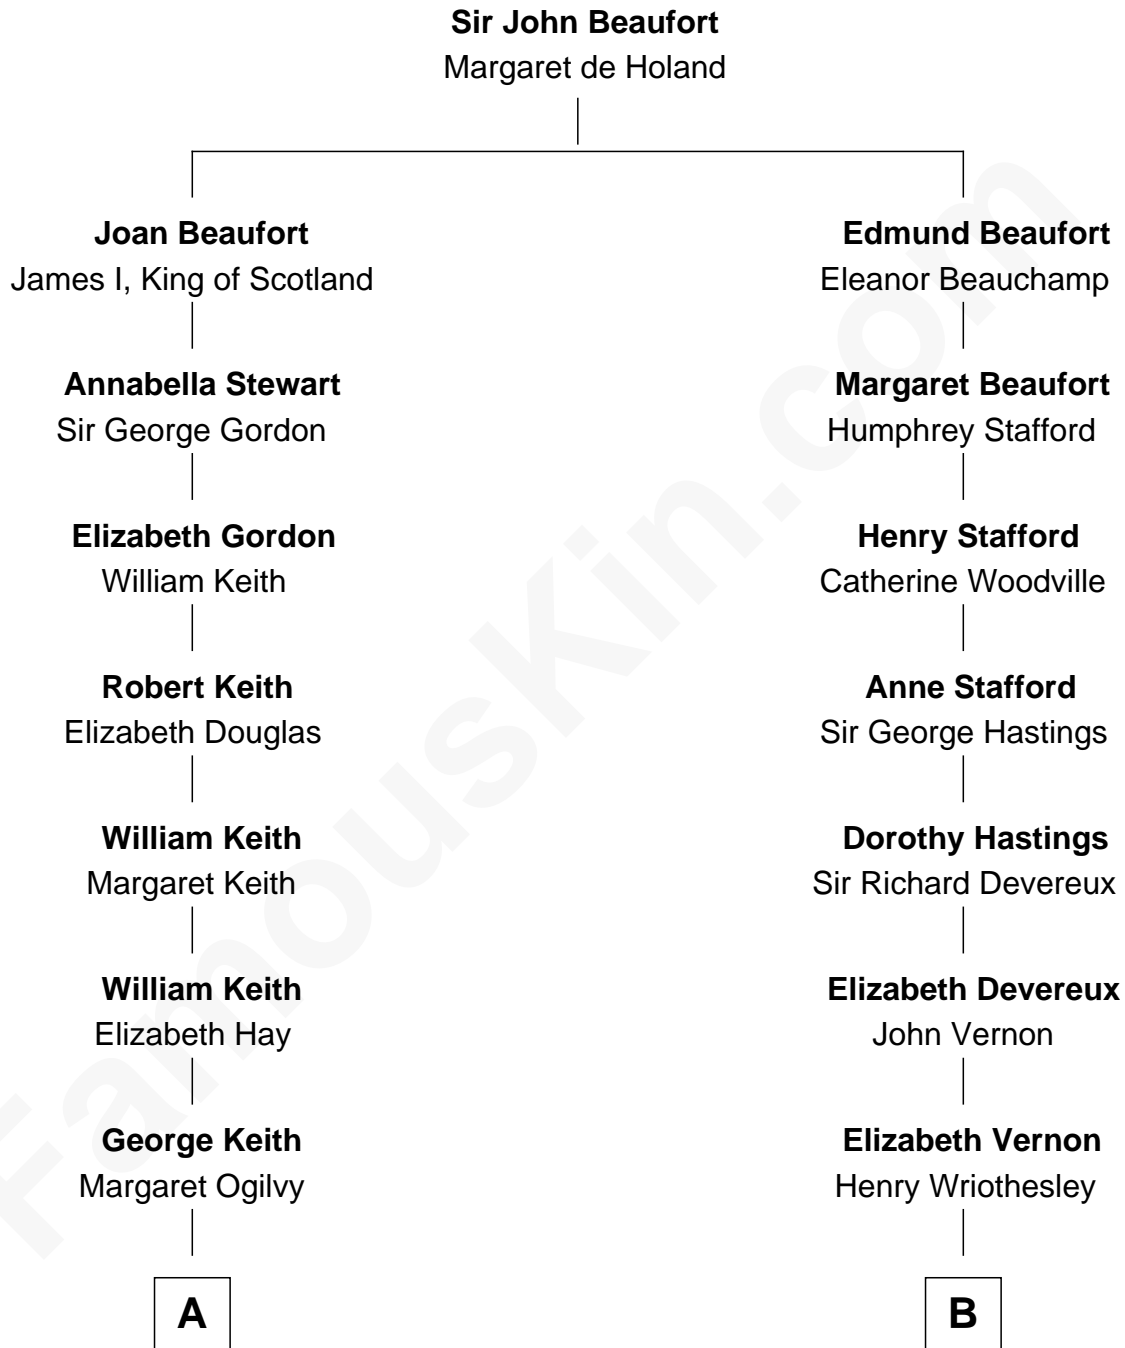 Sir John Beaufort
Margaret de Holand
Joan Beaufort
James I, King of Scotland
Edmund Beaufort
Eleanor Beauchamp
Annabella Stewart
Sir George Gordon
Margaret Beaufort
Humphrey Stafford
Elizabeth Gordon
William Keith
Henry Stafford
Catherine Woodville
Robert Keith
Elizabeth Douglas
Anne Stafford
Sir George Hastings
William Keith
Margaret Keith
Dorothy Hastings
Sir Richard Devereux
William Keith
Elizabeth Hay
Elizabeth Devereux
John Vernon
George Keith
Margaret Ogilvy
Elizabeth Vernon
Henry Wriothesley
A
B
FamousKin.com